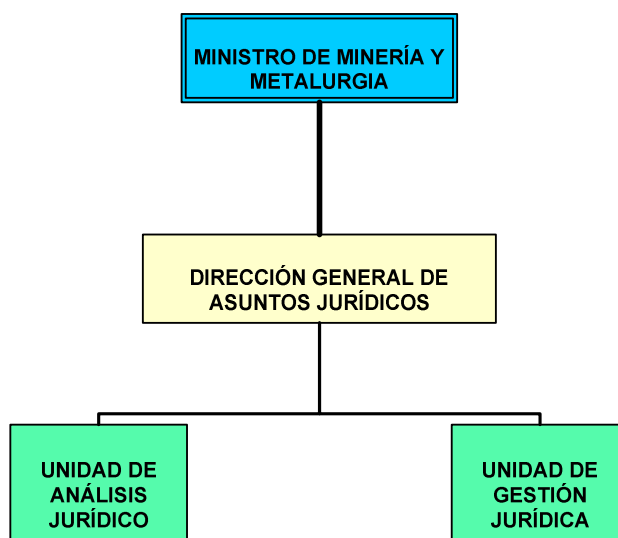 MINISTRO DE MINERÍA Y
METALURGIA
DIRECCIÓN GENERAL DE
ASUNTOS JURÍDICOS
UNIDAD DE
ANÁLISIS
JURÍDICO
UNIDAD DE
GESTIÓN
JURÍDICA